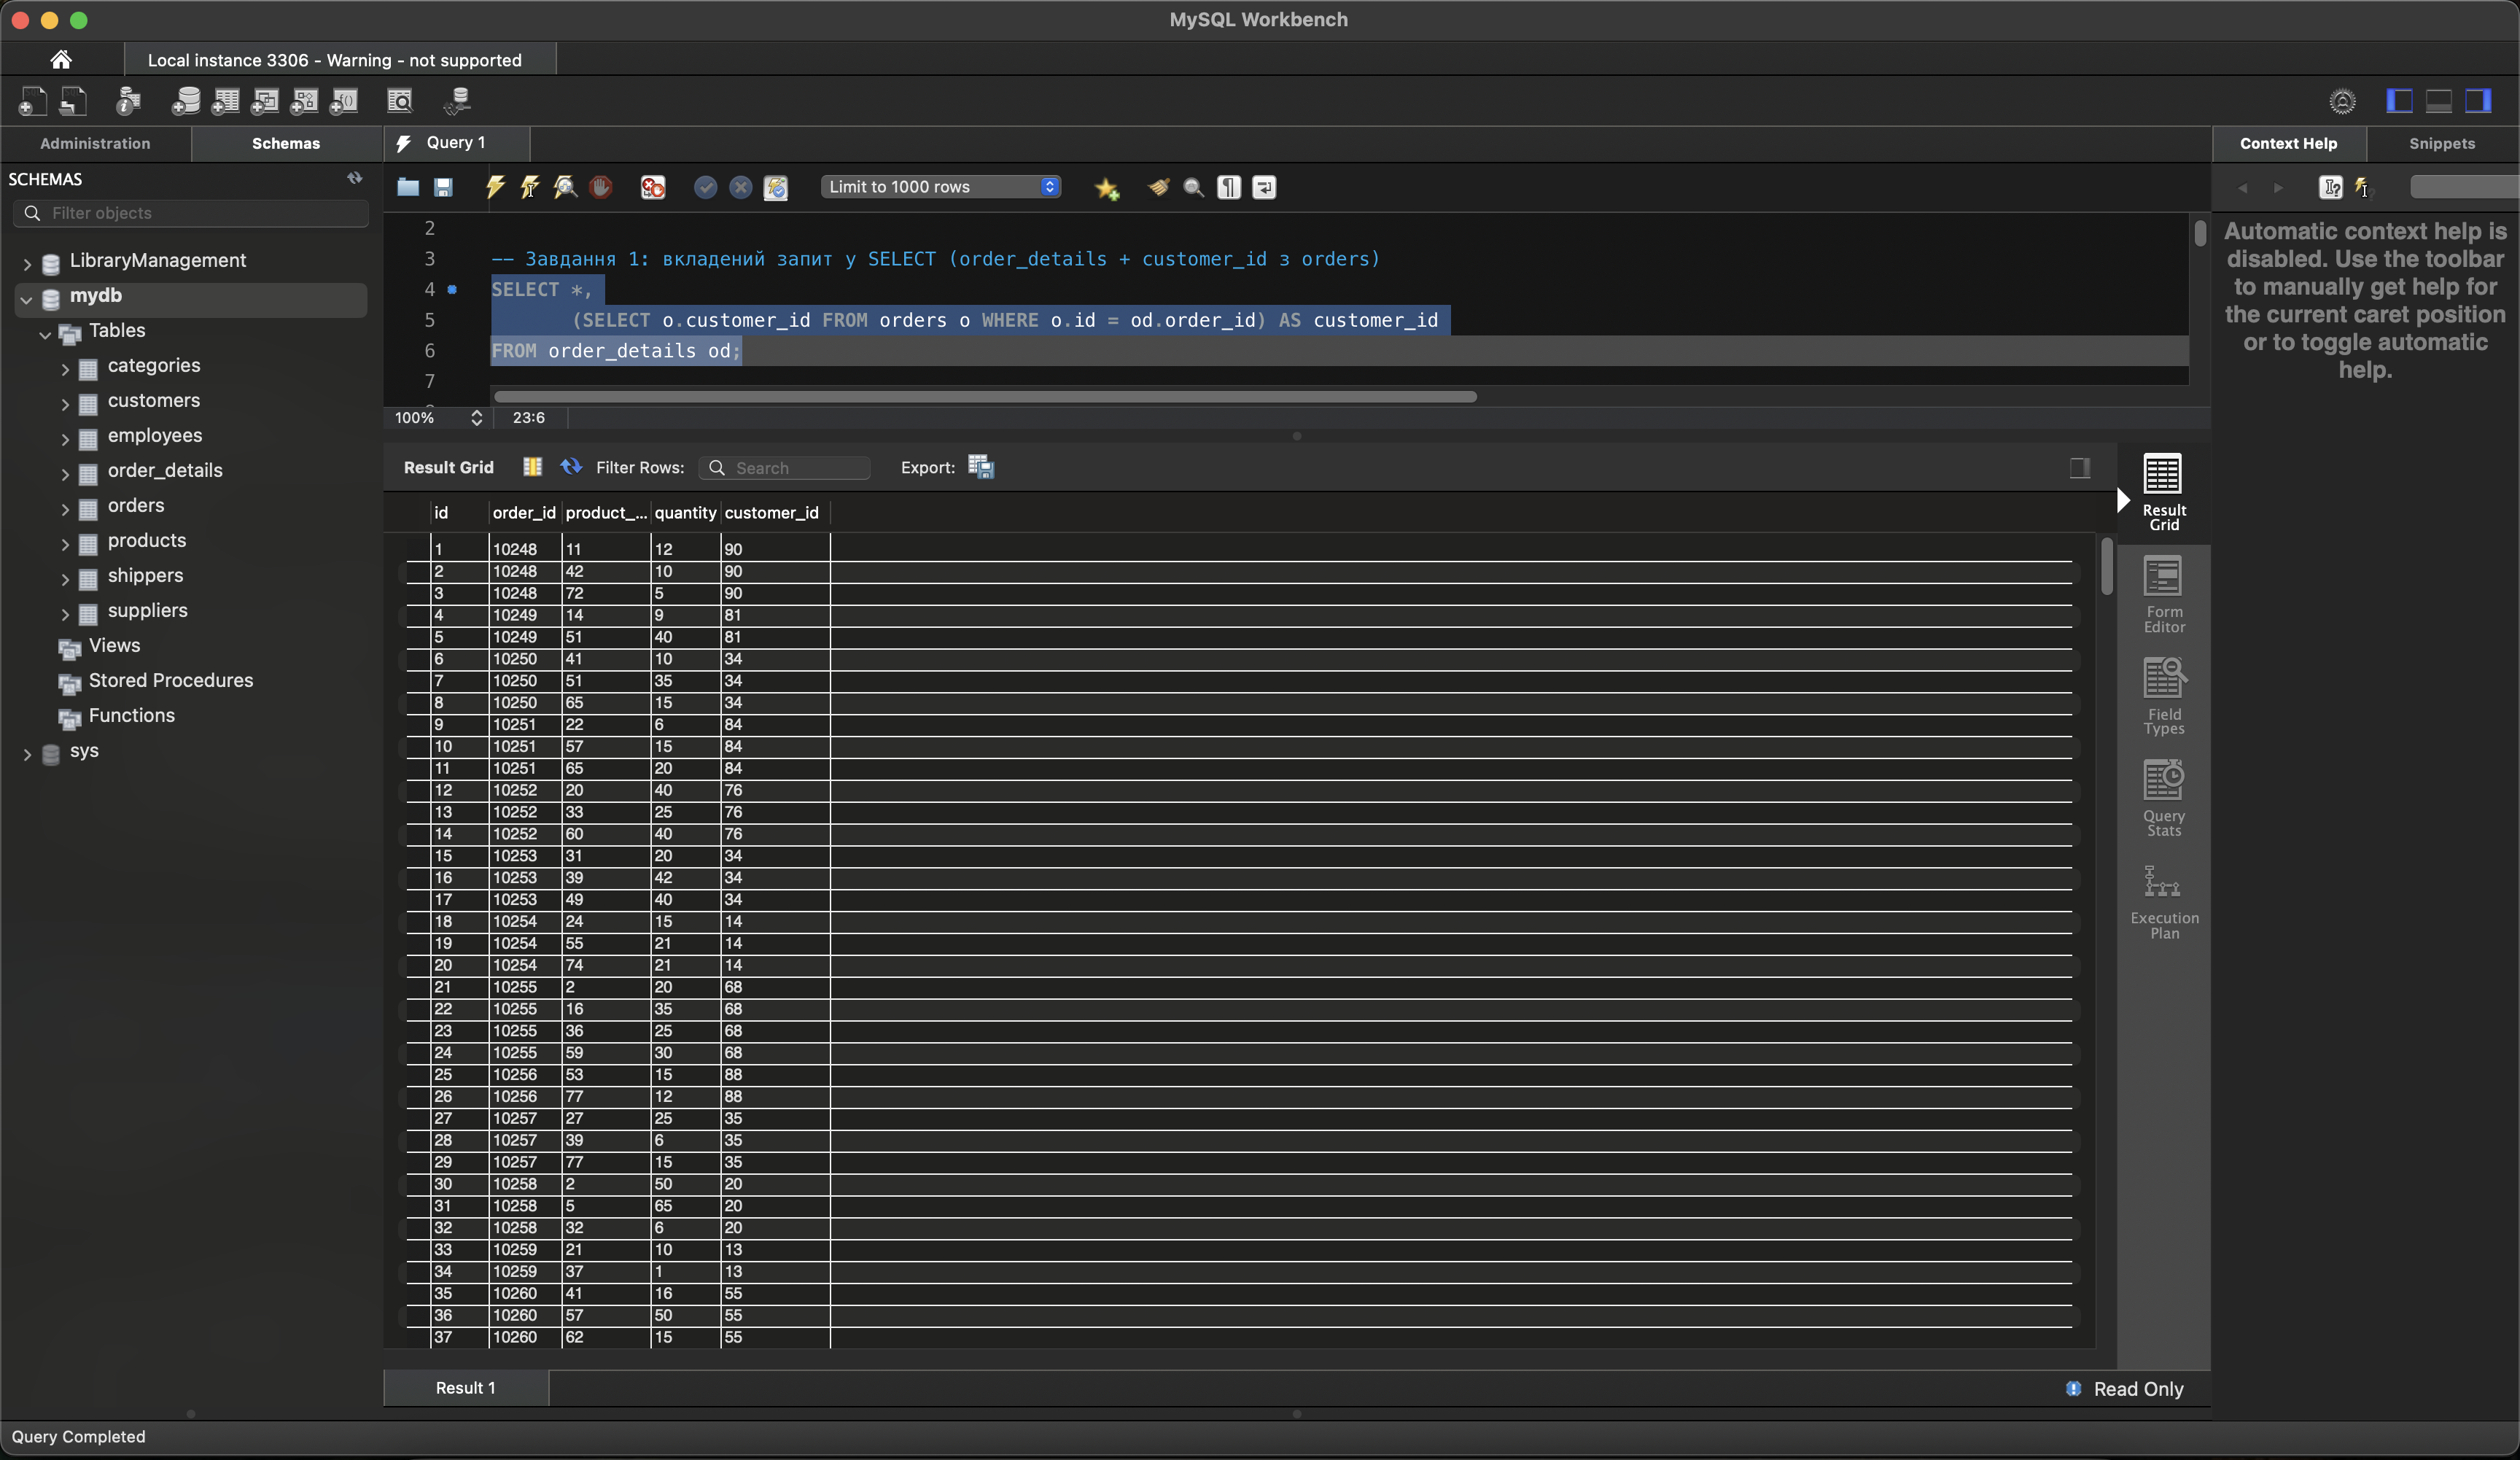 MySQL Workbench
Local instance 3306 - Warning - not supported
Administration
Schemas
Query 1
Context Help
Snippets
SCHEMAS
Filter objects
LibraryManagement
mydb
Tables
categories
customers
employees
order_details
orders
products
shippers
suppliers
Views
Stored Procedures
Functions
sys
Limit to 1000 rows
2
3 -- Завдання 1: вкладений запит у SELECT (order_details + customer_id з orders)
4 SELECT *,
5 (SELECT o.customer_id FROM orders o WHERE o.id = od.order_id) AS customer_id
6 FROM order_details od;
7
100% 23:6
Automatic context help is
disabled. Use the toolbar
to manually get help for
the current caret position
or to toggle automatic
help.
Result Grid Filter Rows: Search Export:
id order_id product_... quantity customer_id
1 10248 11 12 90
2 10248 42 10 90
3 10248 72 5 90
4 10249 14 9 81
5 10249 51 40 81
6 10250 41 10 34
7 10250 51 35 34
8 10250 65 15 34
9 10251 22 6 84
10 10251 57 15 84
11 10251 65 20 84
12 10252 20 40 76
13 10252 33 25 76
14 10252 60 40 76
15 10253 31 20 34
16 10253 39 42 34
17 10253 49 40 34
18 10254 24 15 14
19 10254 55 21 14
20 10254 74 21 14
21 10255 2 20 68
22 10255 16 35 68
23 10255 36 25 68
24 10255 59 30 68
25 10256 53 15 88
26 10256 77 12 88
27 10257 27 25 35
28 10257 39 6 35
29 10257 77 15 35
30 10258 2 50 20
31 10258 5 65 20
32 10258 32 6 20
33 10259 21 10 13
34 10259 37 1 13
35 10260 41 16 55
36 10260 57 50 55
37 10260 62 15 55
Result
Grid
Form
Editor
Field
Types
Query
Stats
Execution
Plan
Result 1
Read Only
Query Completed